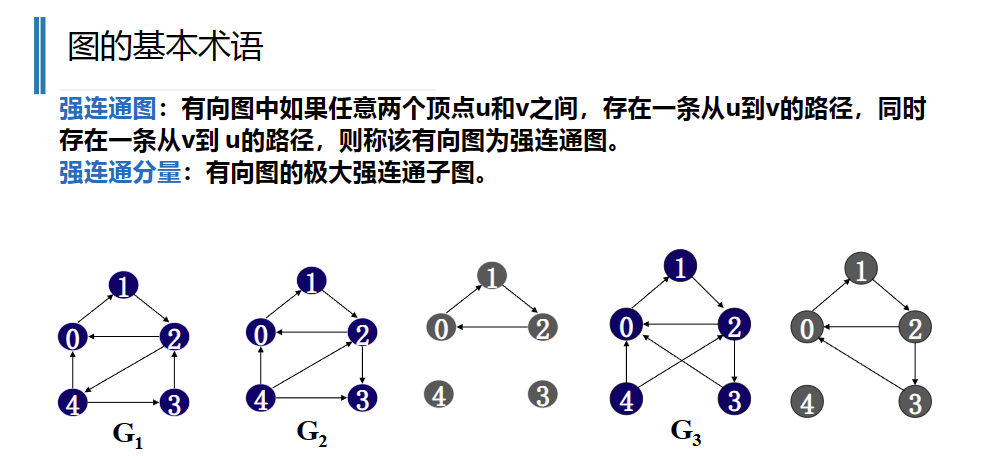 图的基本术语
强连通图：有向图中如果任意两个顶点u和v之间，存在一条从u到v的路径，同时
存在一条从v到 u的路径，则称该有向图为强连通图。
强连通分量：有向图的极大强连通子图。
1
0 2
4 3
G1
1
0 2
4 3
G2
1
0 2
4 3
1
0 2
4 3
G3
1
0 2
4 3